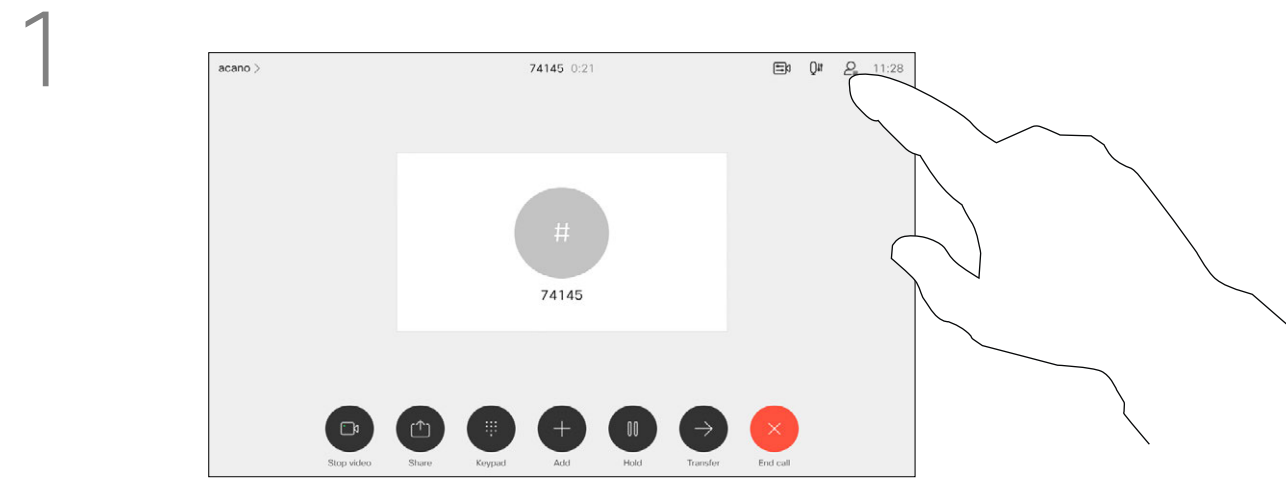 1
acano >
74145 0:21
11:28
#
74145
Stop video
Share
Keypad
Add
Hold
Transfer
End call